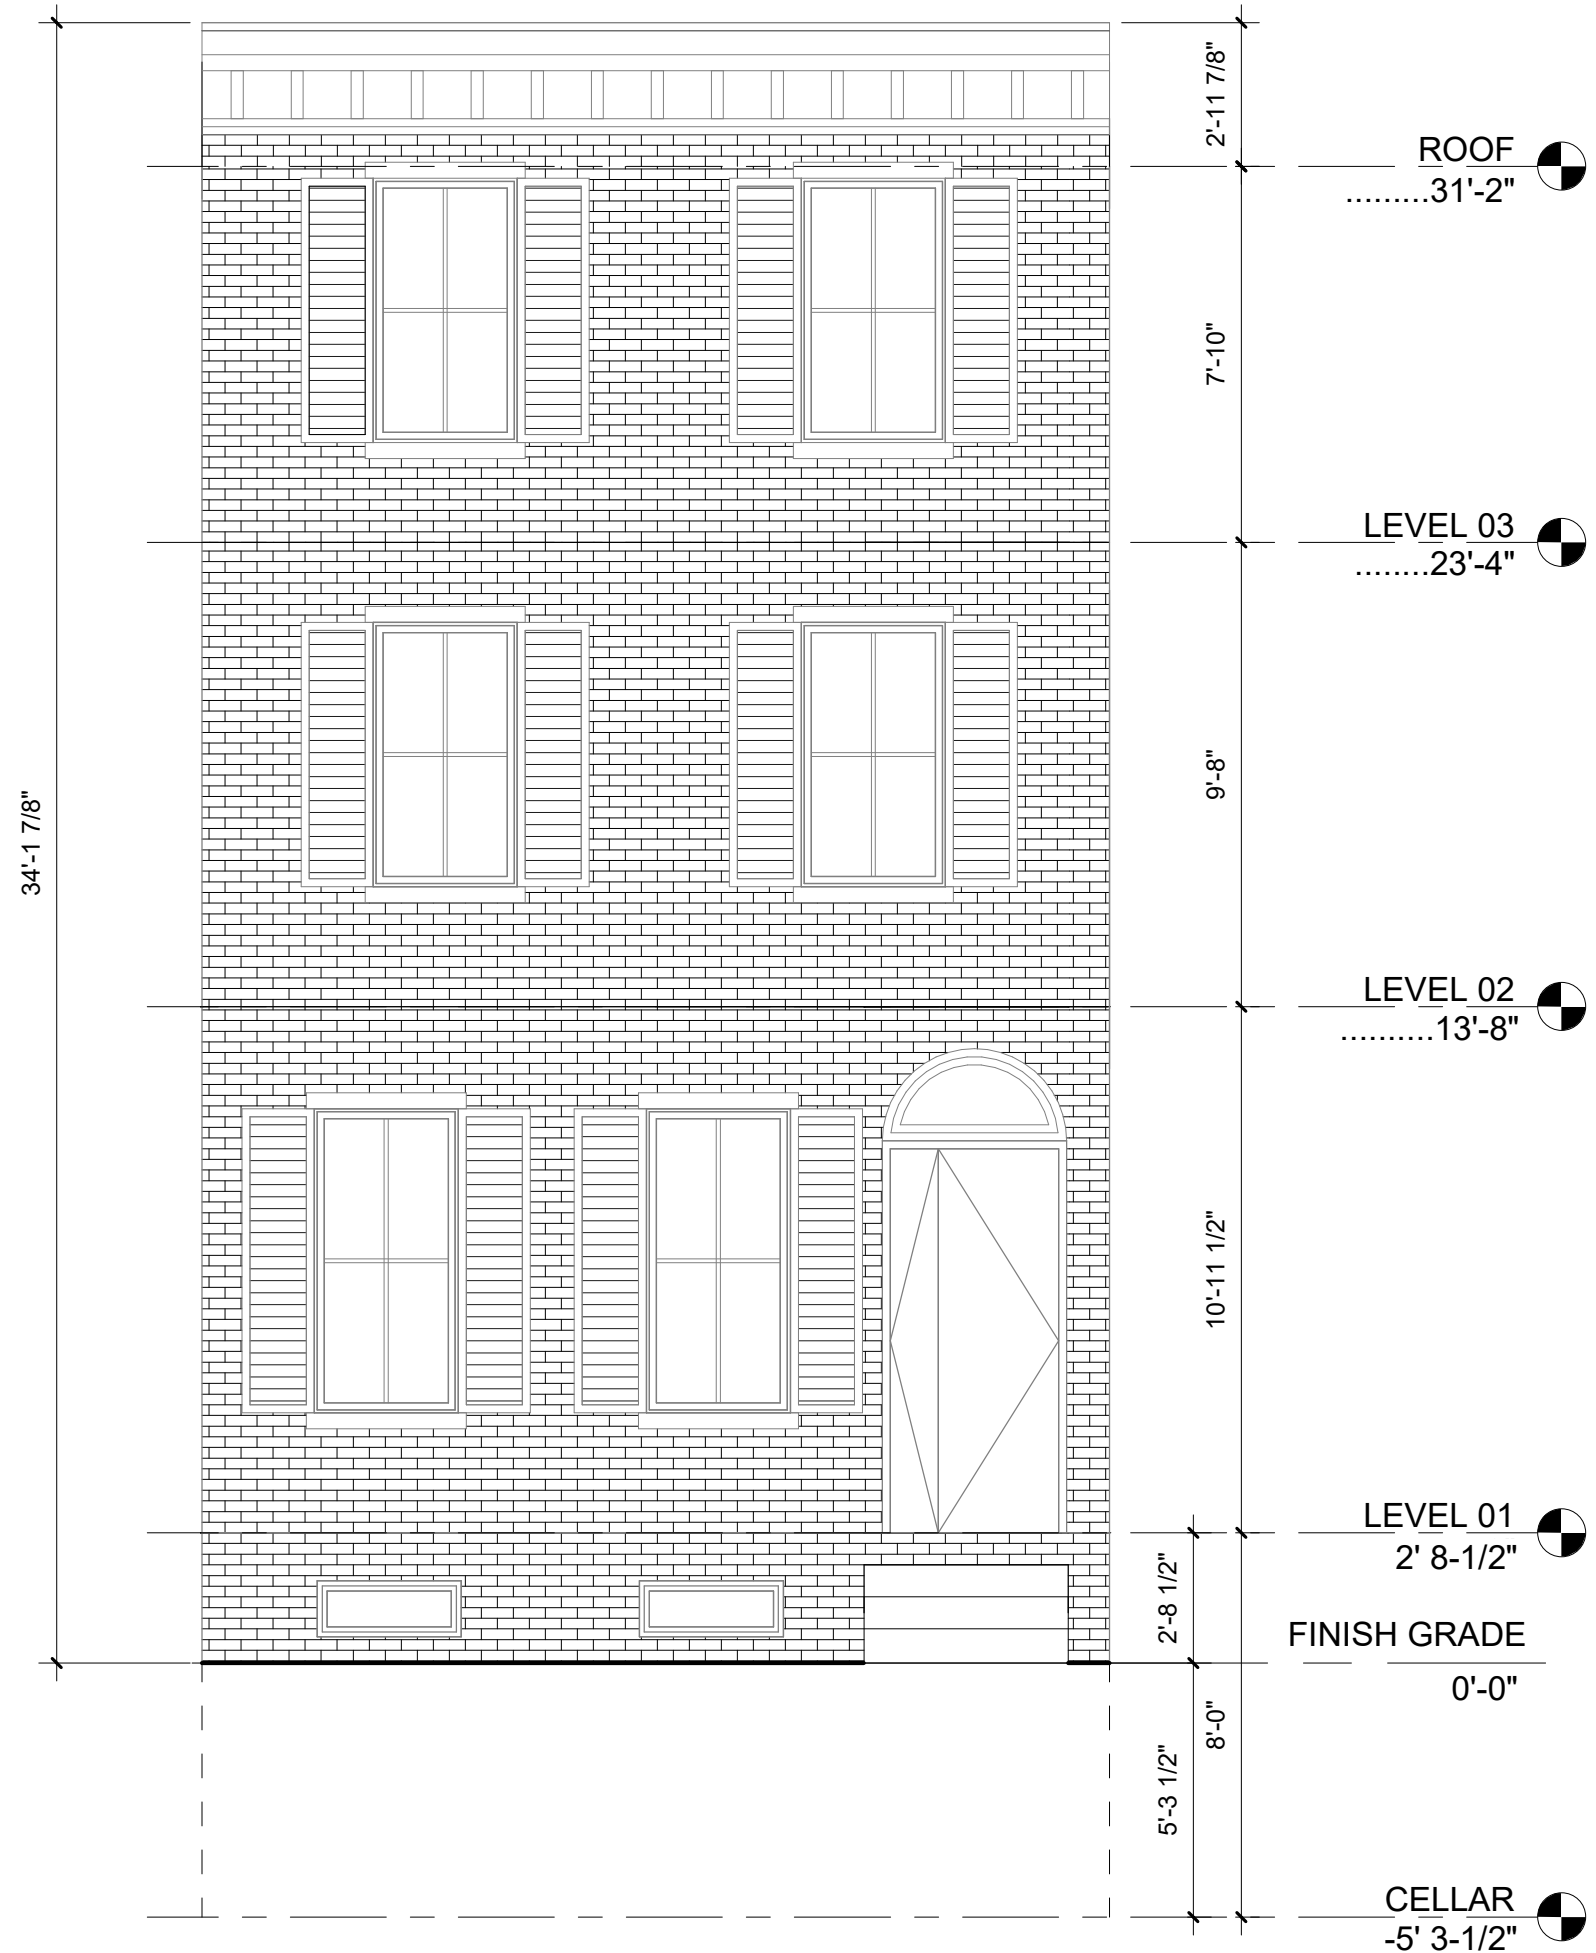 2'-11 7/8"
ROOF
.........31'-2"
7'-10"
LEVEL 03
........23'-4"
9'-8"
34'-1 7/8"
LEVEL 02
..........13'-8"
10'-11 1/2"
LEVEL 01
2' 8-1/2"
2'-8 1/2"
FINISH GRADE
0'-0"
8'-0"
5'-3 1/2"
CELLAR
-5' 3-1/2"